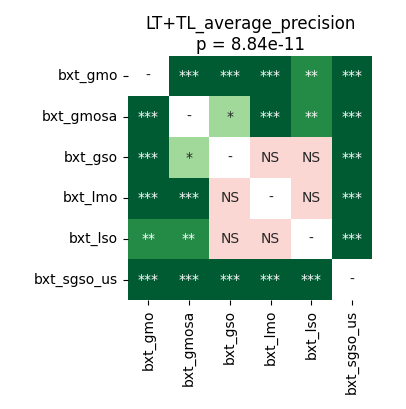 LT+TL_average_precision
p = 8.84e-11
bxt_gmo - *** *** *** ** ***
bxt_gmosa *** - * *** ** ***
bxt_gso *** * - NS NS ***
bxt_lmo *** *** NS - NS ***
bxt_lso ** ** NS NS - ***
bxt_sgso_us *** *** *** *** *** -
bxt_gmo
bxt_gmosa
bxt_gso
bxt_lmo
bxt_lso
bxt_sgso_us